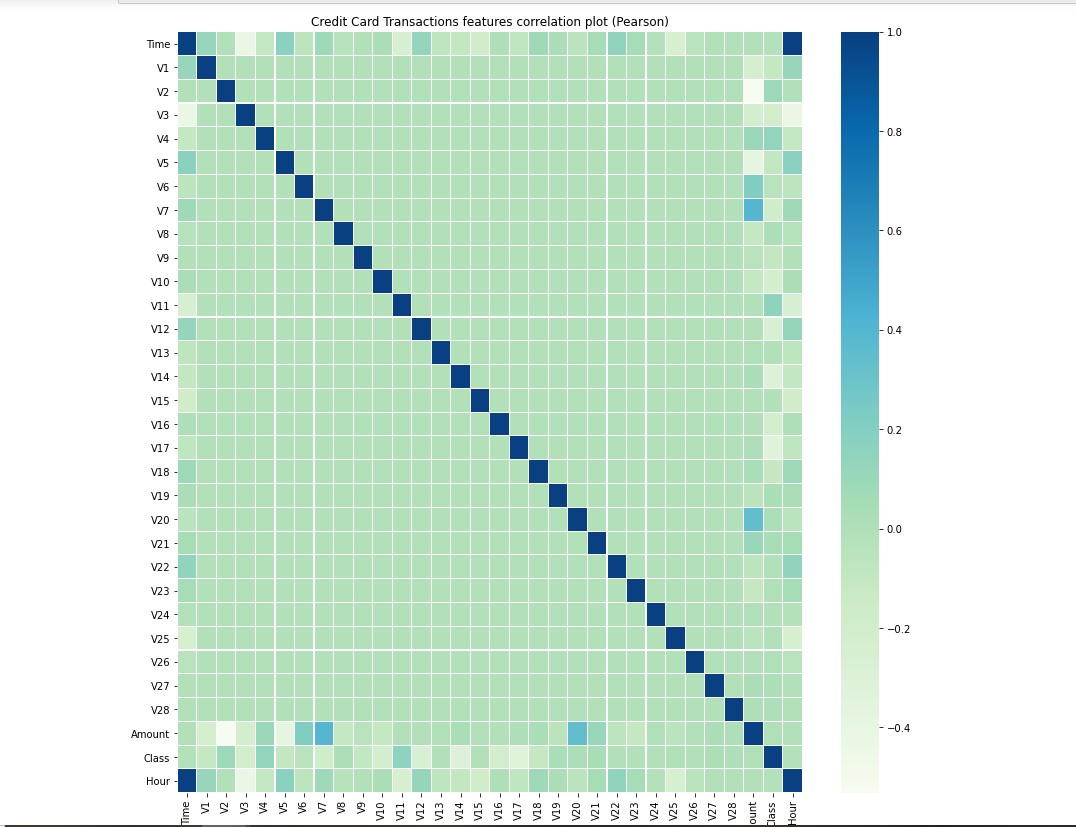 Credit Card Transactions features correlation plot (Pearson)
Time
V1
V2
V3
V4
V5
V6
V7
V8
V9
V10
V11
V12
V13
V14
V15
V16
V17
V18
V19
V20
V21
V22
V23
V24
V25
V26
V27
V28
Amount
Class
Hour
Time V1 V2 V3 V4 V5 V6 V7 V8 V9 V10 V11 V12 V13 V14 V15 V16 V17 V18 V19 V20 V21 V22 V23 V24 V25 V26 V27 V28 ount Class Hour
1.0
0.8
0.6
0.4
0.2
0.0
−0.2
−0.4